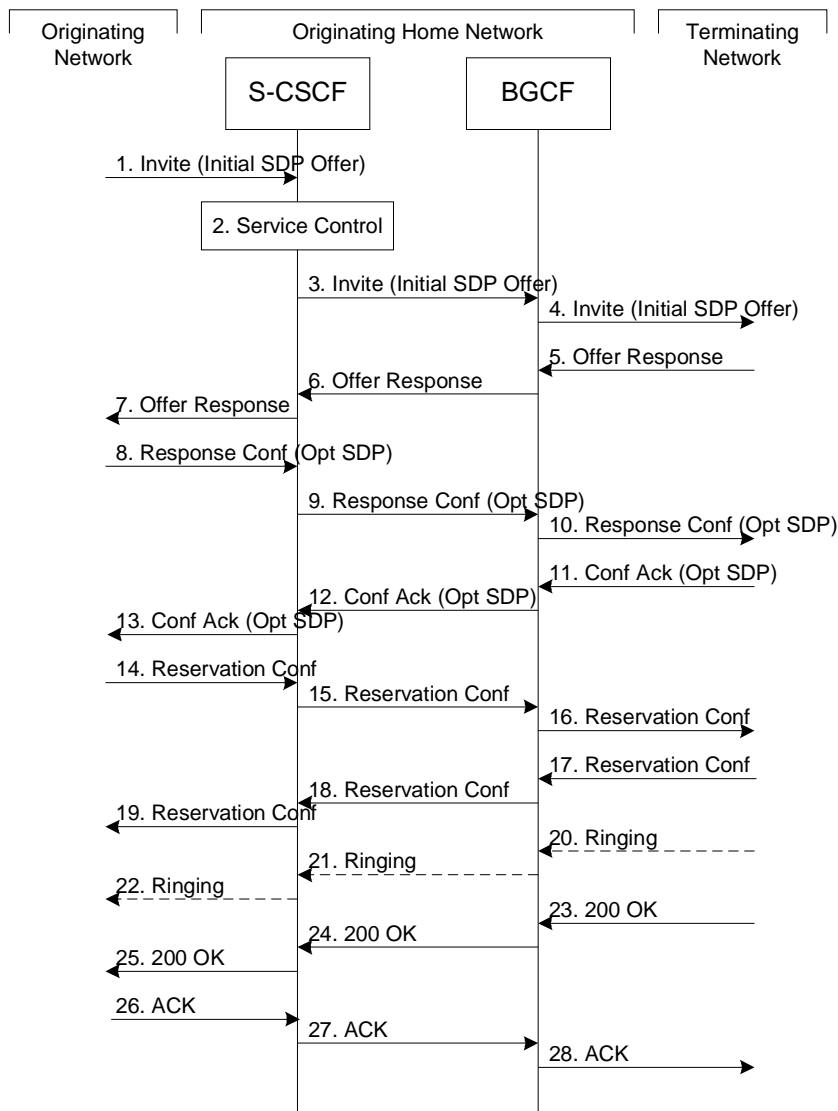 Originating
Network
Originating Home Network
Terminating
Network
S-CSCF
BGCF
1. Invite (Initial SDP Offer)
2. Service Control
3. Invite (Initial SDP Offer)
4. Invite (Initial SDP Offer)
5. Offer Response
6. Offer Response
7. Offer Response
8. Response Conf (Opt SDP)
9. Response Conf (Opt SDP)
10. Response Conf (Opt SDP)
11. Conf Ack (Opt SDP)
12. Conf Ack (Opt SDP)
13. Conf Ack (Opt SDP)
14. Reservation Conf
15. Reservation Conf
16. Reservation Conf
17. Reservation Conf
18. Reservation Conf
19. Reservation Conf
20. Ringing
21. Ringing
22. Ringing
23. 200 OK
24. 200 OK
25. 200 OK
26. ACK
27. ACK
28. ACK